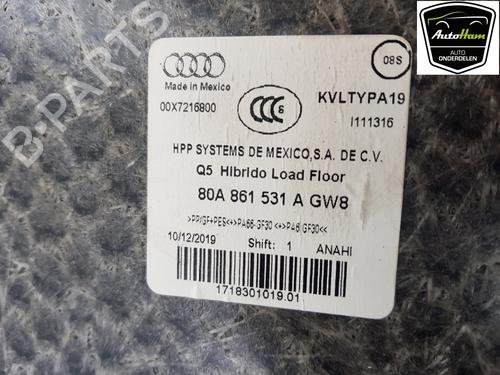 AutoHam
AUTO
ONDERDELEN
B-PARTS
08S
Made in Mexico
00X7216800
CCC S
KVLTYPA19
I111316
HPP SYSTEMS DE MEXICO,S.A. DE C.V.
Q5 Hibrido Load Floor
80A 861 531 A GW8
>PP/GF+PES<+>PA66-GF30<+>PA6 GF30<<
10/12/2019 Shift: 1 ANAHI
1718301019.01